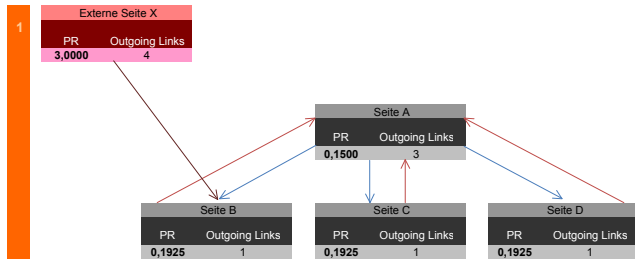 1
Externe Seite X
PR Outgoing Links
3,0000 4
Seite A
PR Outgoing Links
0,1500 3
Seite B
PR Outgoing Links
0,1925 1
Seite C
PR Outgoing Links
0,1925 1
Seite D
PR Outgoing Links
0,1925 1